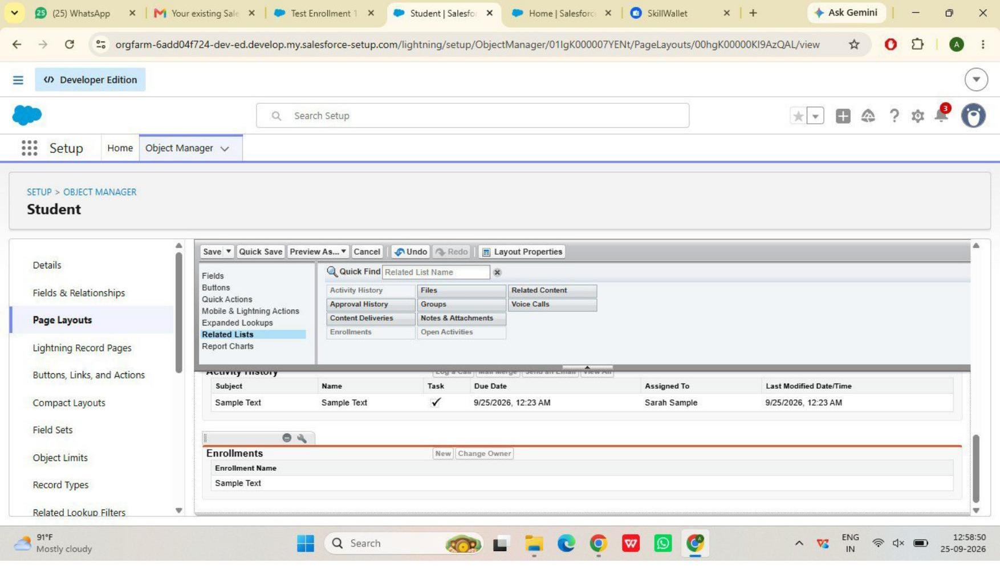 25 (25) WhatsApp
Your existing Sale
Test Enrollment 1
Student | Salesfor
Home | Salesforc
SkillWallet
Ask Gemini
orgfarm-6add04f724-dev-ed.develop.my.salesforce-setup.com/lightning/setup/ObjectManager/01IgK000007YENt/PageLayouts/00hgK00000KI9AzQAL/view
A
</> Developer Edition
Search Setup
3
Setup Home Object Manager
SETUP > OBJECT MANAGER
Student
Details
Fields & Relationships
Page Layouts
Lightning Record Pages
Buttons, Links, and Actions
Compact Layouts
Field Sets
Object Limits
Record Types
Related Lookup Filters
Save Quick Save Preview As... Cancel Undo Redo Layout Properties
Fields
Buttons
Quick Actions
Mobile & Lightning Actions
Expanded Lookups
Related Lists
Report Charts
Quick Find Related List Name
Activity History Files Related Content
Approval History Groups Voice Calls
Content Deliveries Notes & Attachments
Enrollments Open Activities
Activity History Log a Call Mail Merge Send an Email View All
Subject Name Task Due Date Assigned To Last Modified Date/Time
Sample Text Sample Text 9/25/2026, 12:23 AM Sarah Sample 9/25/2026, 12:23 AM
Enrollments New Change Owner
Enrollment Name
Sample Text
91°F
Mostly cloudy
Search
ENG
IN
12:58:50
25-09-2026